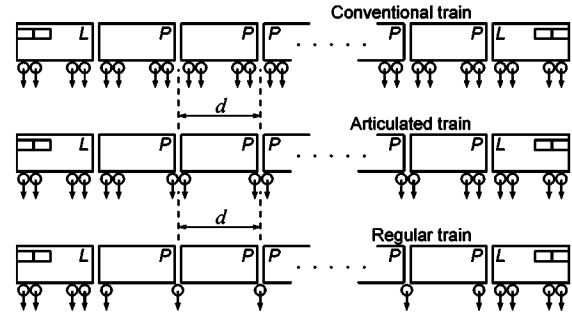 Conventional train
L P P P P P L
d
Articulated train
L P P P P P L
d
Regular train
L P P P P P L